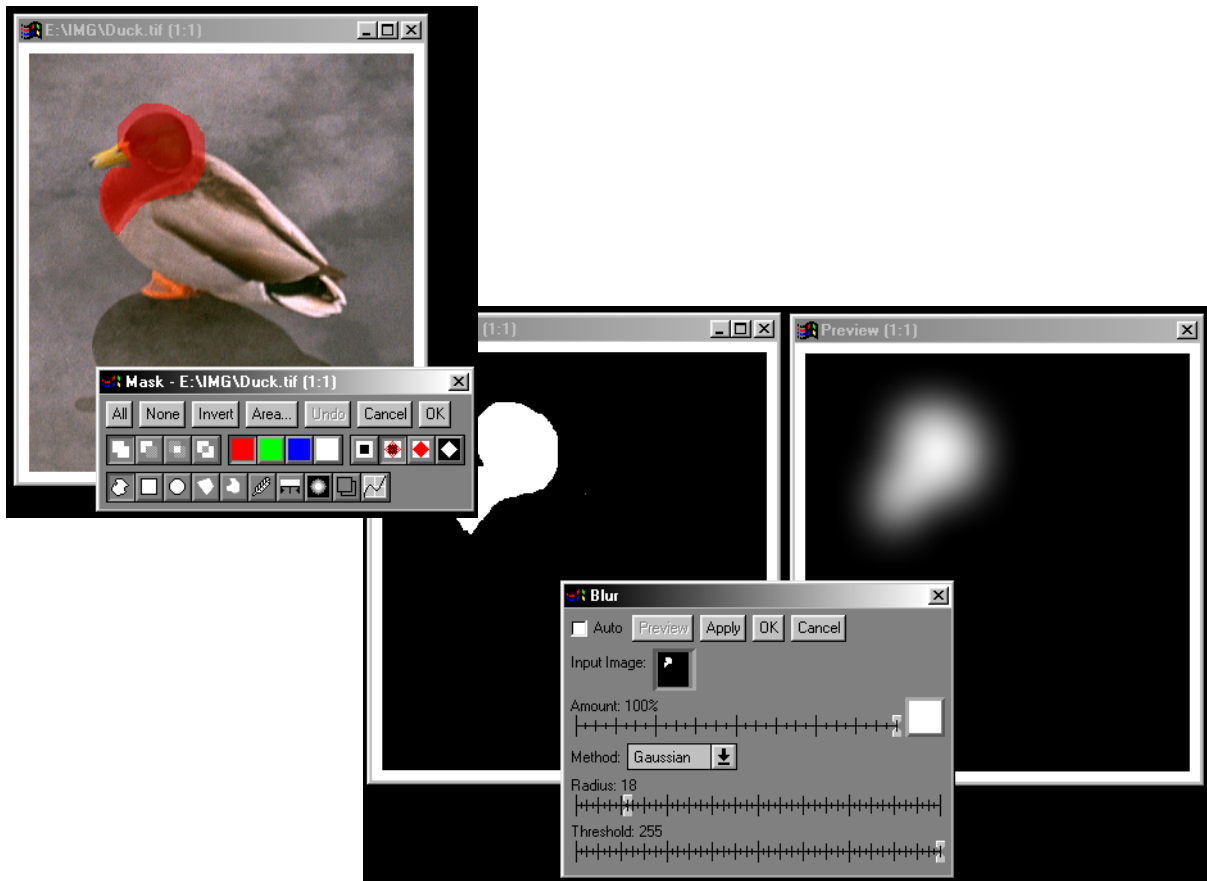 E:\IMG\Duck.tif (1:1)
Mask - E:\IMG\Duck.tif (1:1)
All None Invert Area... Undo Cancel OK
(1:1)
Preview (1:1)
Blur
Auto Preview Apply OK Cancel
Input Image:
Amount: 100%
Method: Gaussian
Radius: 18
Threshold: 255